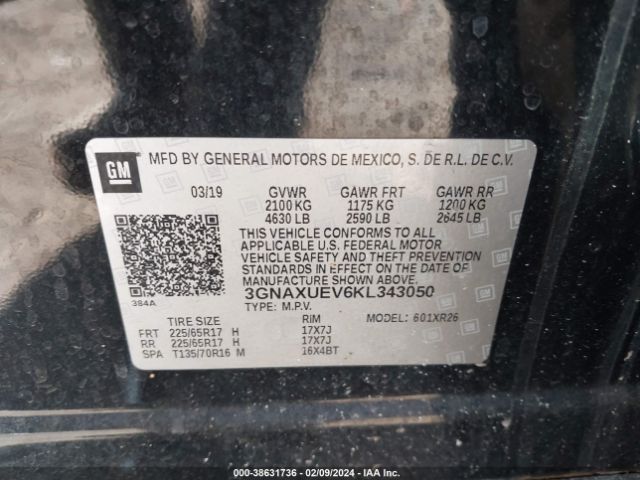 GM
MFD BY GENERAL MOTORS DE MEXICO, S. DE R.L. DE C.V.
03/19 GVWR GAWR FRT GAWR RR
2100 KG 1175 KG 1200 KG
4630 LB 2590 LB 2645 LB
THIS VEHICLE CONFORMS TO ALL
APPLICABLE U.S. FEDERAL MOTOR
VEHICLE SAFETY AND THEFT PREVENTION
STANDARDS IN EFFECT ON THE DATE OF
MANUFACTURE SHOWN ABOVE.
3GNAXUEV6KL343050
384A
TYPE: M.P.V. MODEL: 601XR26
TIRE SIZE RIM
FRT 225/65R17 H 17X7J
RR 225/65R17 H 17X7J
SPA T135/70R16 M 16X4BT
000-38631736 - 02/09/2024 - IAAI.CA